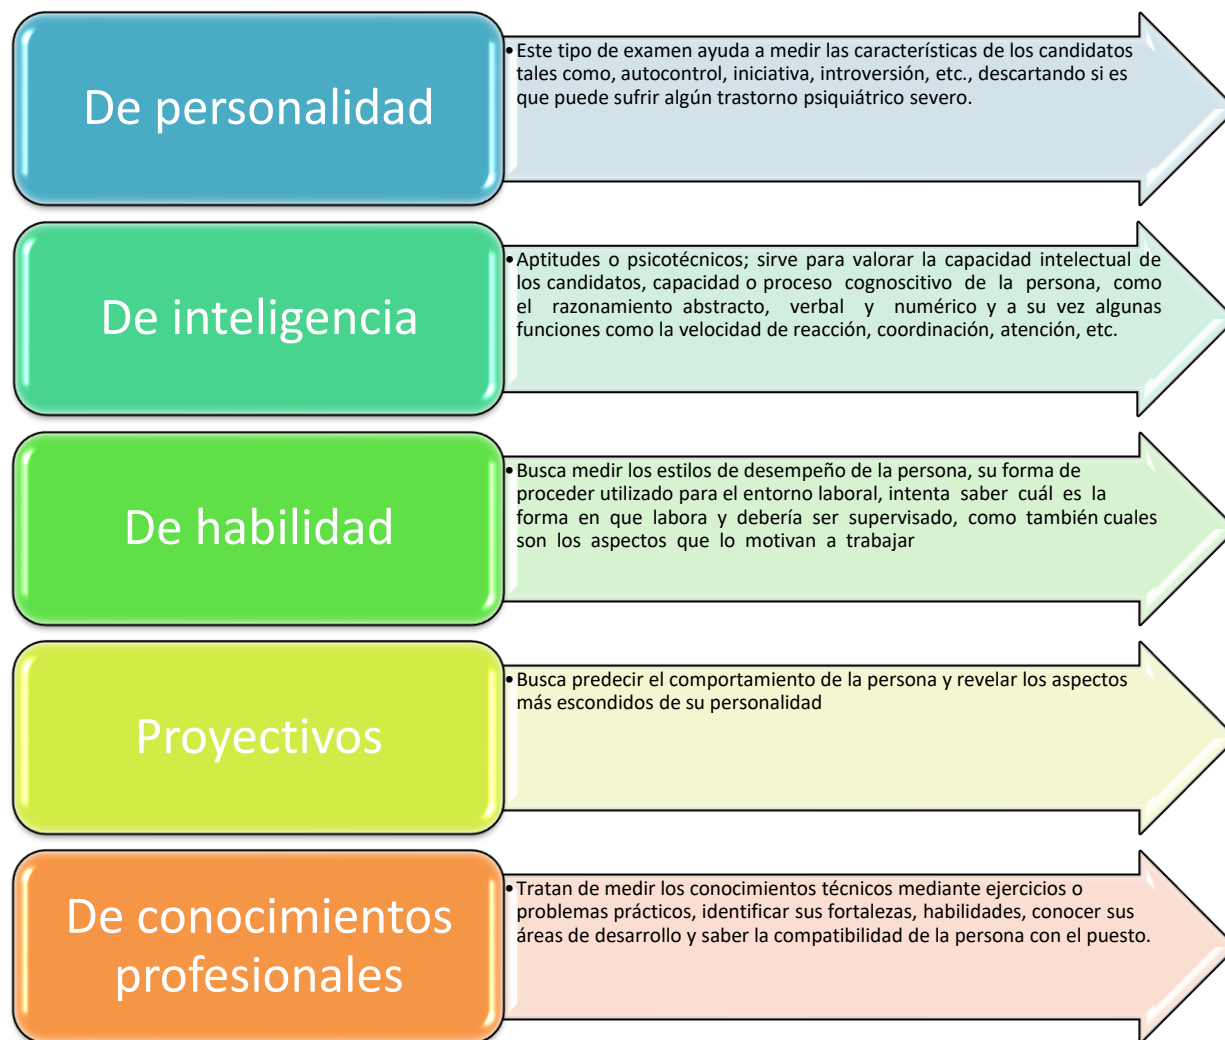 De personalidad
•Este tipo de examen ayuda a medir las características de los candidatos
tales como, autocontrol, iniciativa, introversión, etc., descartando si es
que puede sufrir algún trastorno psiquiátrico severo.
De inteligencia
•Aptitudes o psicotécnicos; sirve para valorar la capacidad intelectual de
los candidatos, capacidad o proceso cognoscitivo de la persona, como
el razonamiento abstracto, verbal y numérico y a su vez algunas
funciones como la velocidad de reacción, coordinación, atención, etc.
De habilidad
•Busca medir los estilos de desempeño de la persona, su forma de
proceder utilizado para el entorno laboral, intenta saber cuál es la
forma en que labora y debería ser supervisado, como también cuales
son los aspectos que lo motivan a trabajar
Proyectivos
•Busca predecir el comportamiento de la persona y revelar los aspectos
más escondidos de su personalidad
De conocimientos
profesionales
•Tratan de medir los conocimientos técnicos mediante ejercicios o
problemas prácticos, identificar sus fortalezas, habilidades, conocer sus
áreas de desarrollo y saber la compatibilidad de la persona con el puesto.